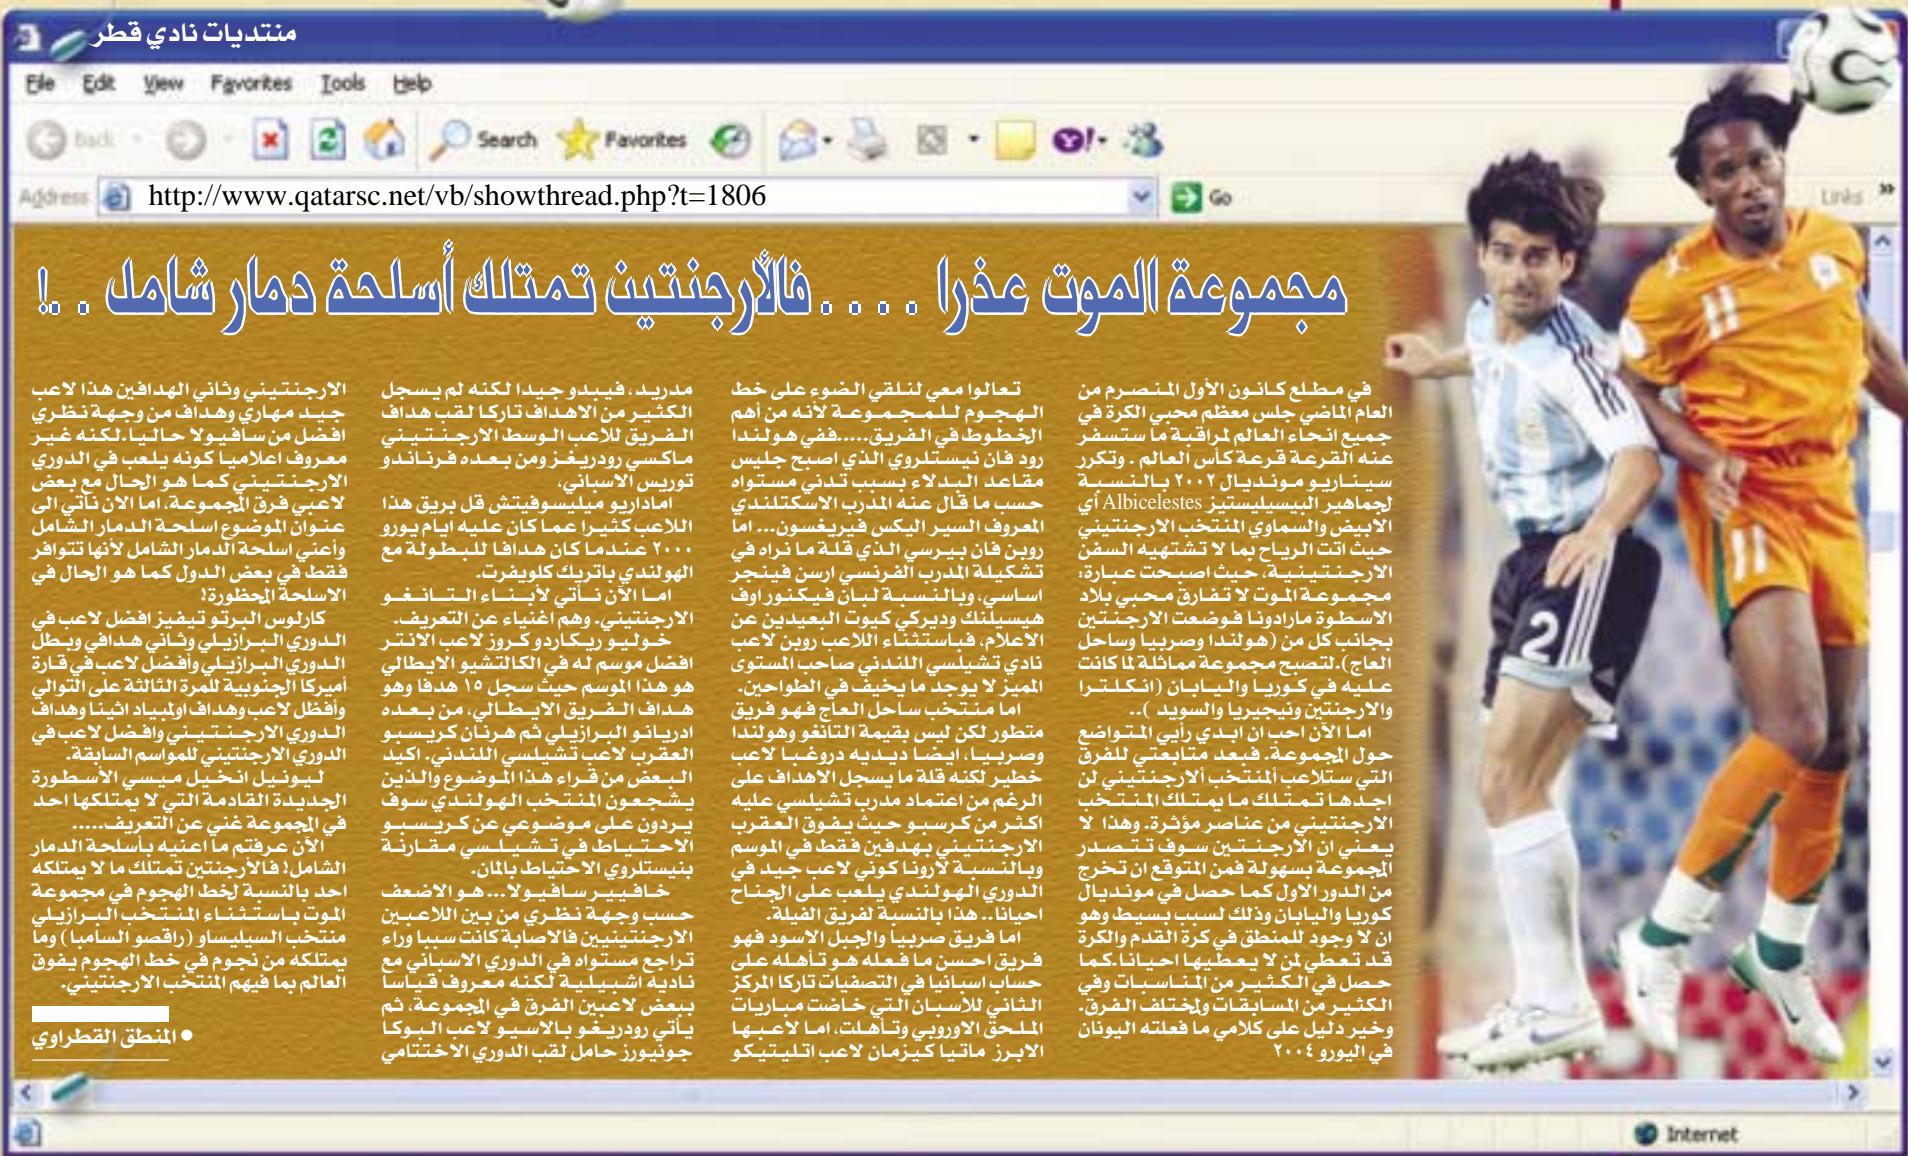 منتديات نادي قطر
File Edit View Favorites Tools Help
Back Search Favorites
Address http://www.qatarsc.net/vb/showthread.php?t=1806 Go Links
مجموعة الموت عذرا . . . . فالأرجنتين تمتلك أسلحة دمار شامل . .!
في مطلع كانون الأول المنصرم من
العام الماضي جلس معظم محبي الكرة في
جميع انحاء العالم لمراقبة ما ستسفر
عنه القرعة قرعة كأس العالم . وتكرر
سيناريو مونديال ٢٠٠٢ بالنسبة
لجماهير البيسيليستيز Albicelestes أي
الابيض والسماوي المنتخب الارجنتيني
حيث اتت الرياح بما لا تشتهيه السفن
الارجنتينية، حيث اصبحت عبارة:
مجموعة الموت لا تفارق محبي بلاد
الاسطوة مارادونا فوضعت الارجنتين
بجانب كل من (هولندا وصربيا وساحل
العاج).لتصبح مجموعة مماثلة لما كانت
عليه في كوريا واليابان (انكلترا
والارجنتين ونيجيريا والسويد )..
اما الآن احب ان ابدي رأيي المتواضع
حول المجموعة. فبعد متابعتي للفرق
التي ستلاعب ألمنتخب ألارجنتيني لن
اجدها تمتلك ما يمتلك المنتخب
الارجنتيني من عناصر مؤثرة. وهذا لا
يعني ان الارجنتين سوف تتصدر
المجموعة بسهولة فمن المتوقع ان تخرج
من الدور الاول كما حصل في مونديال
كوريا واليابان وذلك لسبب بسيط وهو
ان لا وجود للمنطق في كرة القدم والكرة
قد تعطي لمن لا يعطيها احيانا.كما
حصل في الكثير من المناسبات وفي
الكثير من المسابقات ولمختلف الفرق.
وخير دليل على كلامي ما فعلته اليونان
في اليورو ٢٠٠٤
تعالوا معي لنلقي الضوء على خط
الهجوم للمجموعة لأنه من أهم
الخطوط في الفريق.....ففي هولندا
رود فان نيستلروي الذي اصبح جليس
مقاعد البدلاء بسبب تدني مستواه
حسب ما قال عنه المدرب الاسكتلندي
المعروف السير اليكس فيريغسون... اما
روبن فان بيرسي الذي قلة ما نراه في
تشكيلة المدرب الفرنسي ارسن فينجر
اساسي، وبالنسبة لبان فيكنور اوف
هيسيلنك وديركي كيوت البعيدين عن
الاعلام، فباستثناء اللاعب روبن لاعب
نادي تشيلسي اللندني صاحب المستوى
المميز لا يوجد ما يخيف في الطواحين.
اما منتخب ساحل العاج فهو فريق
متطور لكن ليس بقيمة التانغو وهولندا
وصربيا، ايضا ديديه دروغبا لاعب
خطير لكنه قلة ما يسجل الاهداف على
الرغم من اعتماد مدرب تشيلسي عليه
اكثر من كرسبو حيث يفوق العقرب
الارجنتيني بهدفين فقط في الموسم
وبالنسبة لارونا كوني لاعب جيد في
الدوري الهولندي يلعب على الجناح
احيانا.. هذا بالنسبة لفريق الفيلة.
اما فريق صربيا والجبل الاسود فهو
فريق احسن ما فعله هو تأهله على
حساب اسبانيا في التصفيات تاركا المركز
الثاني للأسبان التي خاضت مباريات
الملحق الاوروبي وتأهلت، اما لاعبها
الابرز ماتيا كيزمان لاعب اتليتيكو
مدريد، فيبدو جيدا لكنه لم يسجل
الكثير من الاهداف تاركا لقب هداف
الفريق للاعب الوسط الارجنتيني
ماكسي رودريغز ومن بعده فرناندو
توريس الاسباني،
اماداريو ميليسوفيتش قل بريق هذا
اللاعب كثيرا عما كان عليه ايام يورو
٢٠٠٠ عندما كان هدافا للبطولة مع
الهولندي باتريك كلويفرت.
اما الآن نأتي لأبناء التانغو
الارجنتيني. وهم اغنياء عن التعريف.
خوليو ريكاردو كروز لاعب الانتر
افضل موسم له في الكالتشيو الايطالي
هو هذا الموسم حيث سجل ١٥ هدفا وهو
هداف الفريق الايطالي، من بعده
ادريانو البرازيلي ثم هرنان كريسبو
العقرب لاعب تشيلسي اللندني. اكيد
البعض من قراء هذا الموضوع والذين
يشجعون المنتخب الهولندي سوف
يردون على موضوعي عن كريسبو
الاحتياط في تشيلسي مقارنة
بنيستلروي الاحتياط بالمان.
خافيير سافيولا... هو الاضعف
حسب وجهة نظري من بين اللاعبين
الارجنتينيين فالاصابة كانت سببا وراء
تراجع مستواه في الدوري الاسباني مع
ناديه اشبيلية لكنه معروف قياسا
ببعض لاعبين الفرق في المجموعة، ثم
يأتي رودريغو بالاسيو لاعب البوكا
جونيورز حامل لقب الدوري الاختتامي
الارجنتيني وثاني الهدافين هذا لاعب
جيد مهاري وهداف من وجهة نظري
افضل من سافيولا حاليا.لكنه غير
معروف اعلاميا كونه يلعب في الدوري
الارجنتيني كما هو الحال مع بعض
لاعبي فرق المجموعة، اما الان نأتي الى
عنوان الموضوع اسلحة الدمار الشامل
وأعني اسلحة الدمار الشامل لأنها تتوافر
فقط في بعض الدول كما هو الحال في
الاسلحة المحظورة!
كارلوس البرتو تيفيز افضل لاعب في
الدوري البرازيلي وثاني هدافي وبطل
الدوري البرازيلي وأفضل لاعب في قارة
أميركا الجنوبية للمرة الثالثة على التوالي
وأفظل لاعب وهداف اولمبياد اثينا وهداف
الدوري الارجنتيني وافضل لاعب في
الدوري الارجنتيني للمواسم السابقة.
ليونيل انخيل ميسي الأسطورة
الجديدة القادمة التي لا يمتلكها احد
في المجموعة غني عن التعريف.....
الآن عرفتم ما اعنيه بأسلحة الدمار
الشامل! فالأرجنتين تمتلك ما لا يمتلكه
احد بالنسبة لخط الهجوم في مجموعة
الموت باستثناء المنتخب البرازيلي
منتخب السيليساو (راقصو السامبا) وما
يمتلكه من نجوم في خط الهجوم يفوق
العالم بما فيهم المنتخب الارجنتيني.
● المنطق القطراوي
11
2
Internet